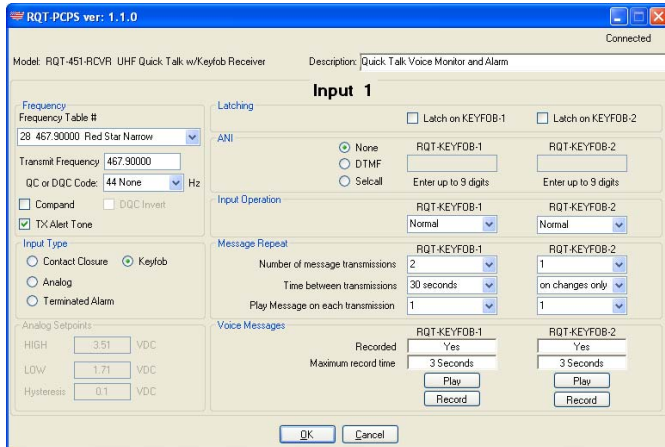 RQT-PCPS ver: 1.1.0
Connected
Model: RQT-451-RCVR UHF Quick Talk w/Keyfob Receiver Description: Quick Talk Voice Monitor and Alarm
Input 1
Frequency
Frequency Table #
28 467.90000 Red Star Narrow
Transmit Frequency 467.90000
QC or DQC Code: 44 None Hz
Compand DQC Invert
TX Alert Tone
Input Type
Contact Closure Keyfob
Analog
Terminated Alarm
Analog Setpoints
HIGH 3.51 VDC
LOW 1.71 VDC
Hysteresis 0.1 VDC
Latching
Latch on KEYFOB-1 Latch on KEYFOB-2
ANI
None RQT-KEYFOB-1 RQT-KEYFOB-2
DTMF
Selcall Enter up to 9 digits Enter up to 9 digits
Input Operation
RQT-KEYFOB-1 RQT-KEYFOB-2
Normal Normal
Message Repeat
RQT-KEYFOB-1 RQT-KEYFOB-2
Number of message transmissions 2 1
Time between transmissions 30 seconds on changes only
Play Message on each transmission 1 1
Voice Messages
RQT-KEYFOB-1 RQT-KEYFOB-2
Recorded Yes Yes
Maximum record time 3 Seconds 3 Seconds
Play Play
Record Record
OK Cancel